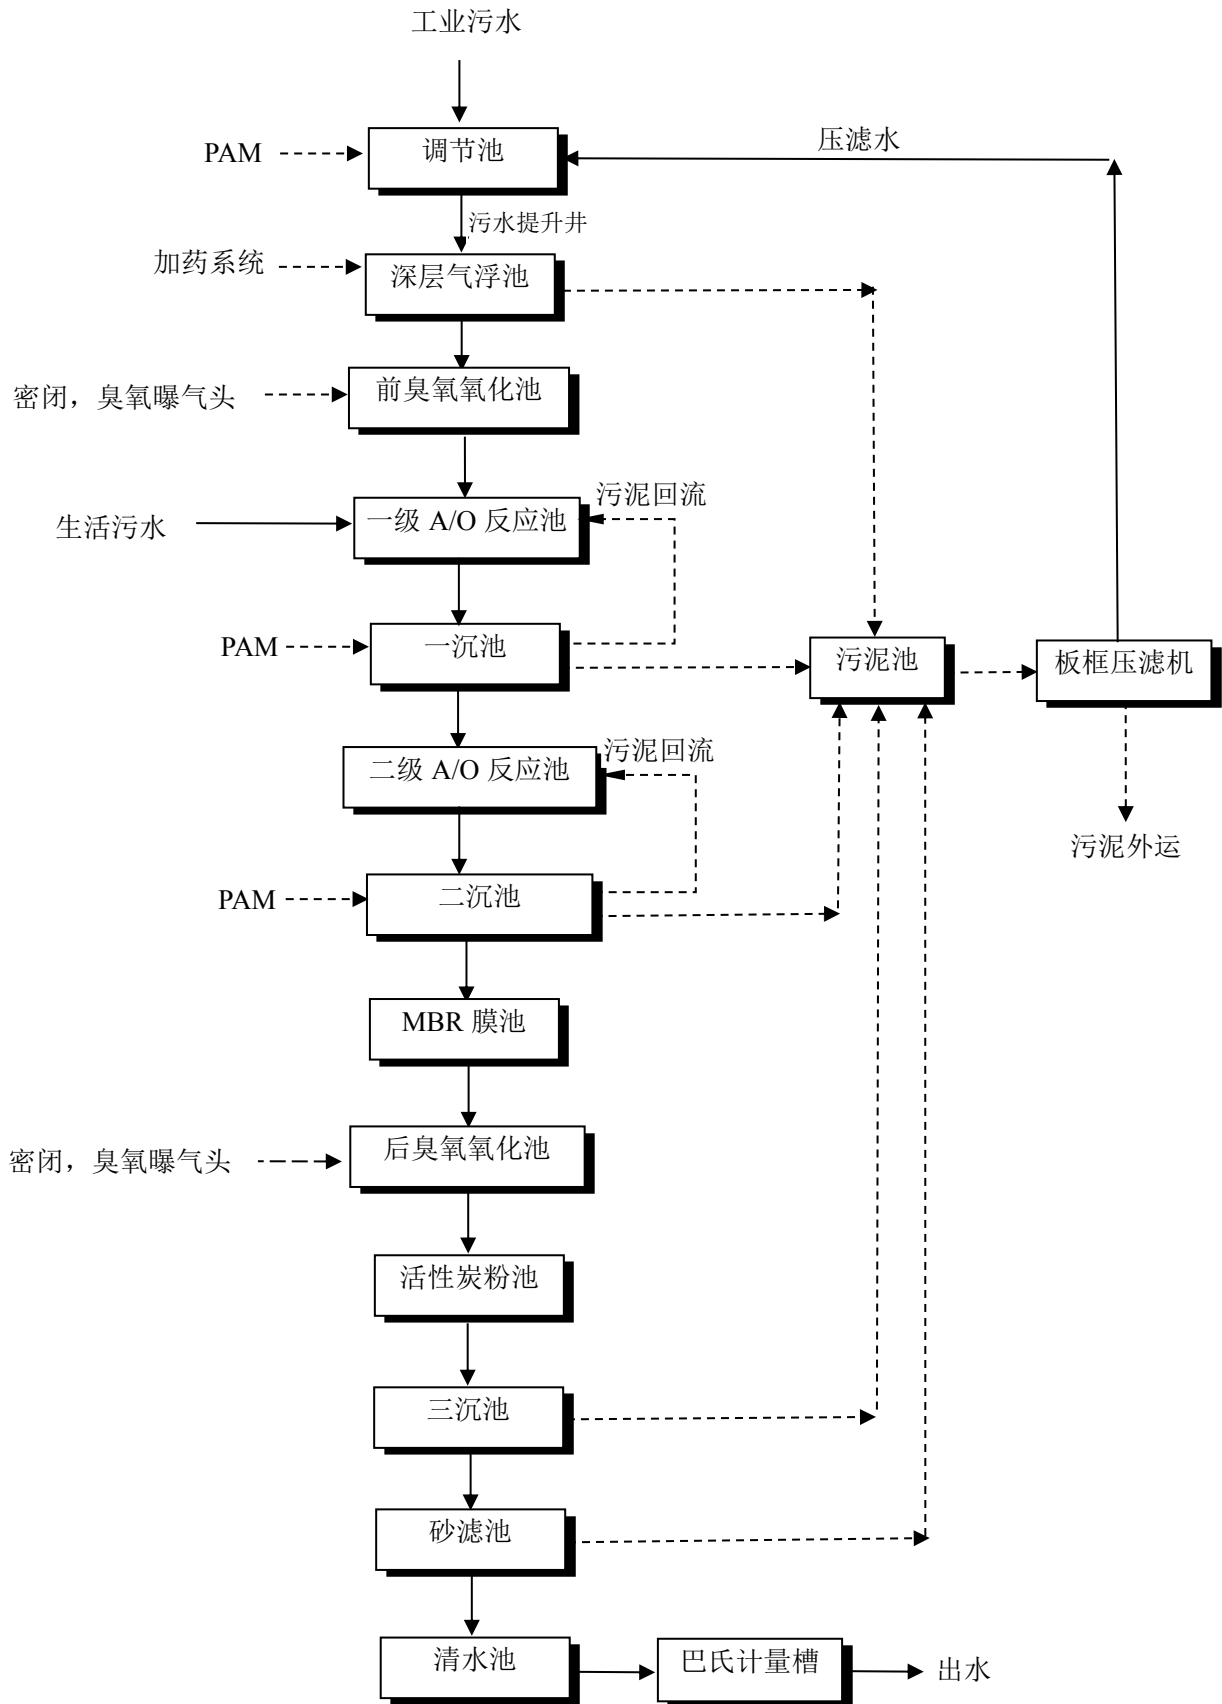 工业污水
PAM
调节池
压滤水
污水提升井
加药系统
深层气浮池
密闭，臭氧曝气头
前臭氧氧化池
污泥回流
生活污水
一级 A/O 反应池
PAM
一沉池
污泥池
板框压滤机
污泥回流
二级 A/O 反应池
污泥外运
PAM
二沉池
MBR 膜池
密闭，臭氧曝气头
后臭氧氧化池
活性炭粉池
三沉池
砂滤池
清水池
巴氏计量槽
出水